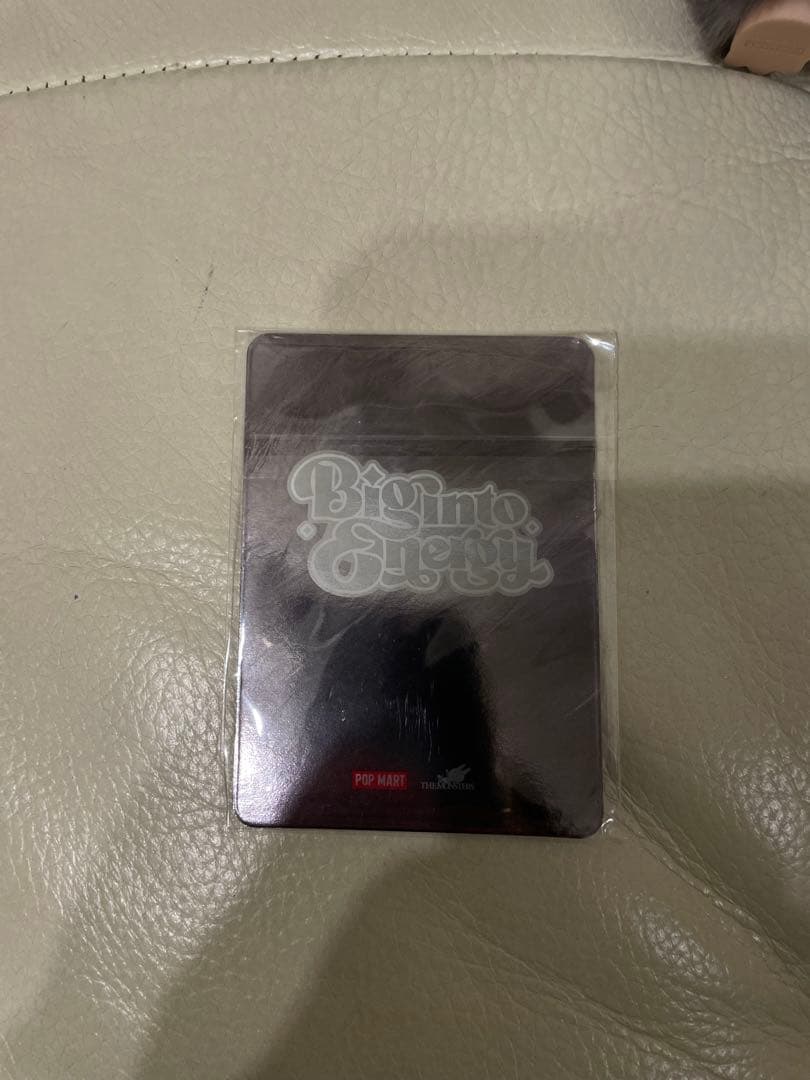 Big into
Energy
POP MART
THE MONSTERS